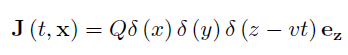 𝐉 (t, 𝐱) = Qδ (x) δ (y) δ (z − vt) 𝐞_𝐳